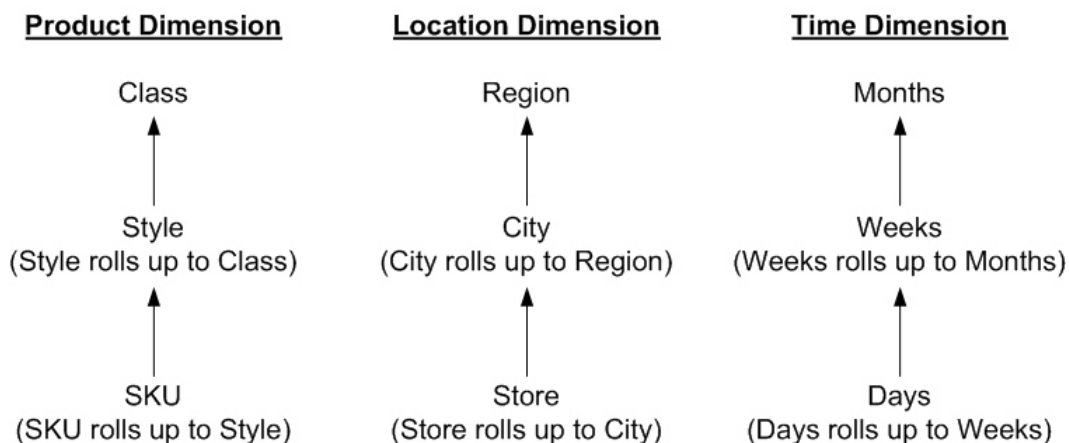 Product Dimension
Class
Style
(Style rolls up to Class)
SKU
(SKU rolls up to Style)
Location Dimension
Region
City
(City rolls up to Region)
Store
(Store rolls up to City)
Time Dimension
Months
Weeks
(Weeks rolls up to Months)
Days
(Days rolls up to Weeks)